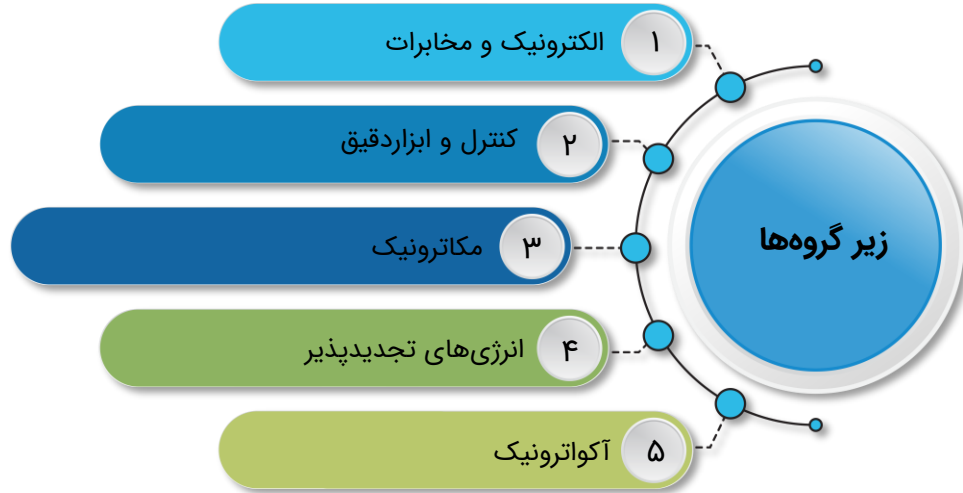 زیر گروه‌ها
۱ الکترونیک و مخابرات
۲ کنترل و ابزاردقیق
۳ مکاترونیک
۴ انرژی‌های تجدیدپذیر
۵ آکواترونیک